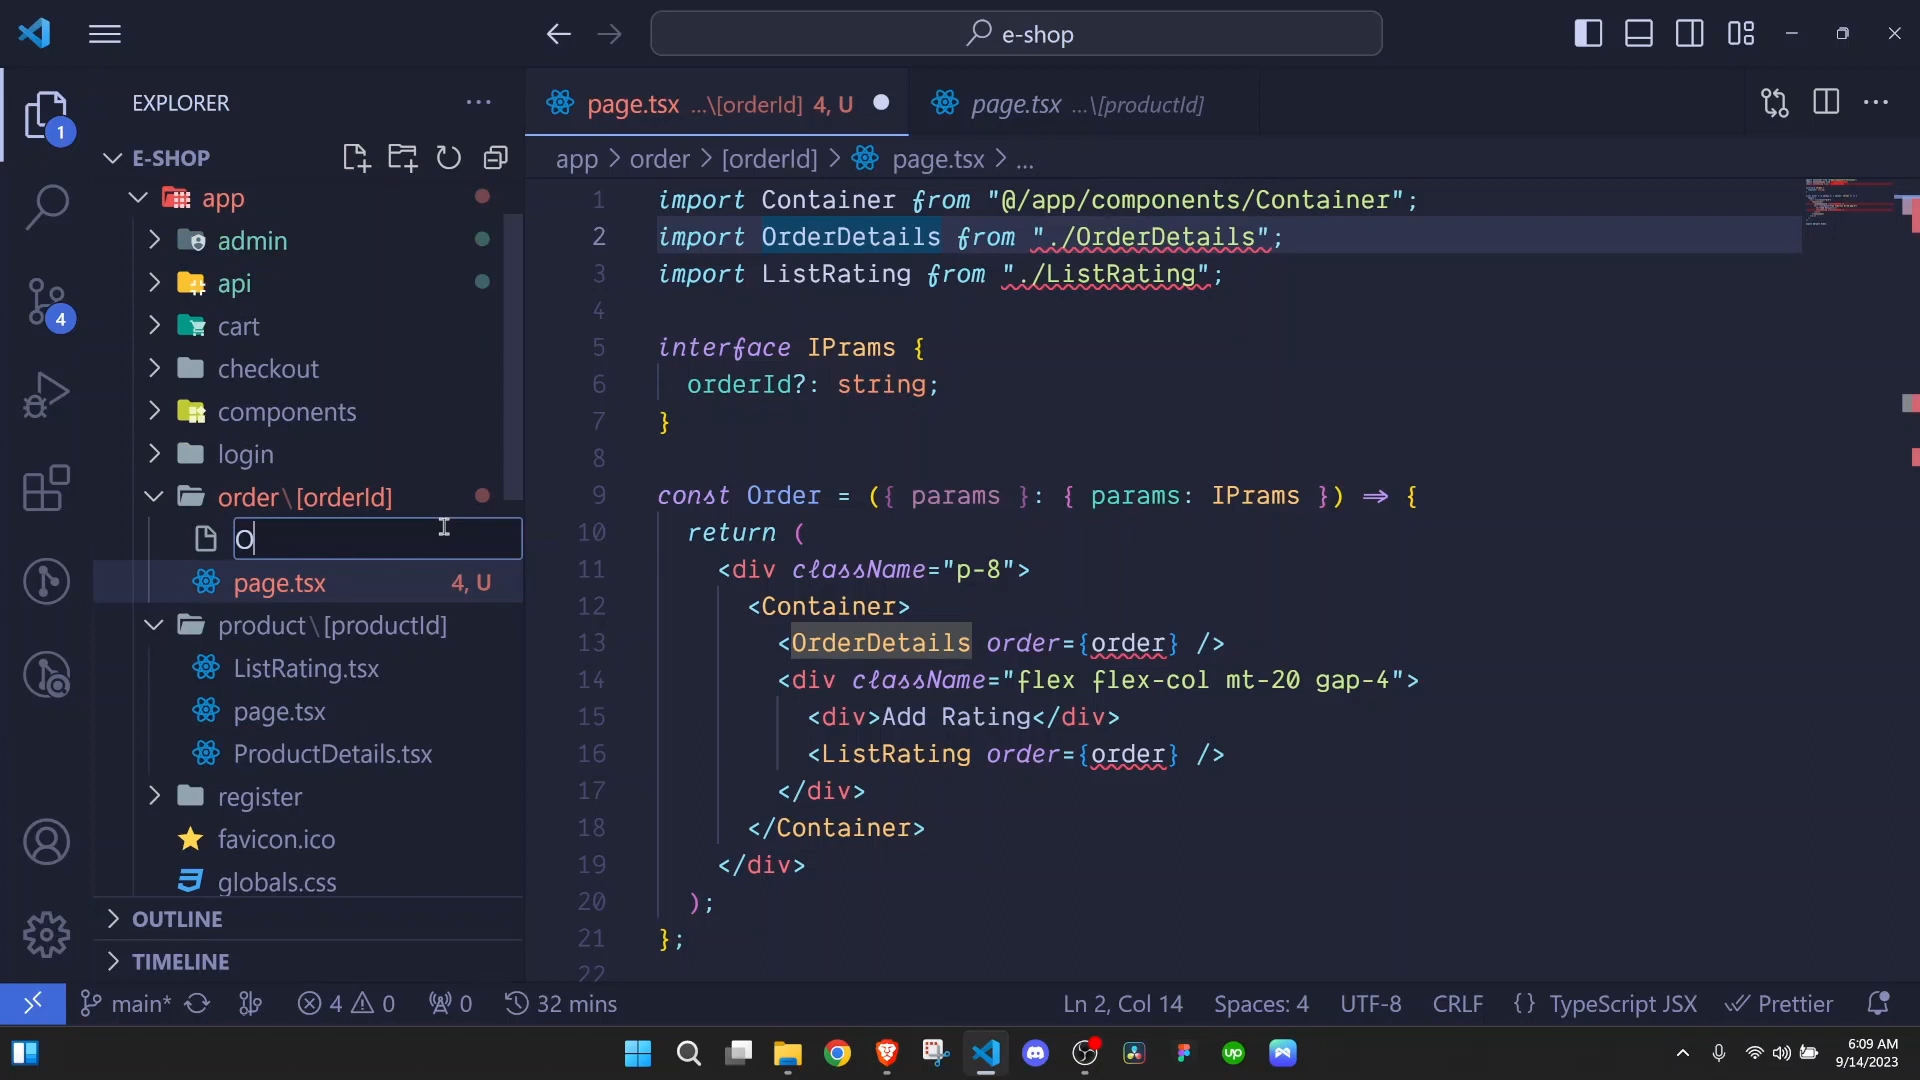 e-shop
EXPLORER
page.tsx ...\[orderId] 4, U
page.tsx ...\[productId]
1
E-SHOP
app > order > [orderId] > page.tsx > ...
app
admin
api
4
cart
checkout
components
login
order\[orderId]
O
page.tsx 4, U
product\[productId]
ListRating.tsx
page.tsx
ProductDetails.tsx
register
favicon.ico
globals.css
OUTLINE
TIMELINE
1 import Container from "@/app/components/Container";
2 import OrderDetails from "./OrderDetails";
3 import ListRating from "./ListRating";
4
5 interface IPrams {
6 orderId?: string;
7 }
8
9 const Order = ({ params }: { params: IPrams }) => {
10 return (
11 <div className="p-8">
12 <Container>
13 <OrderDetails order={order} />
14 <div className="flex flex-col mt-20 gap-4">
15 <div>Add Rating</div>
16 <ListRating order={order} />
17 </div>
18 </Container>
19 </div>
20 );
21 };
22
main* 4 0 0 32 mins Ln 2, Col 14 Spaces: 4 UTF-8 CRLF {} TypeScript JSX Prettier
up
6:09 AM
9/14/2023